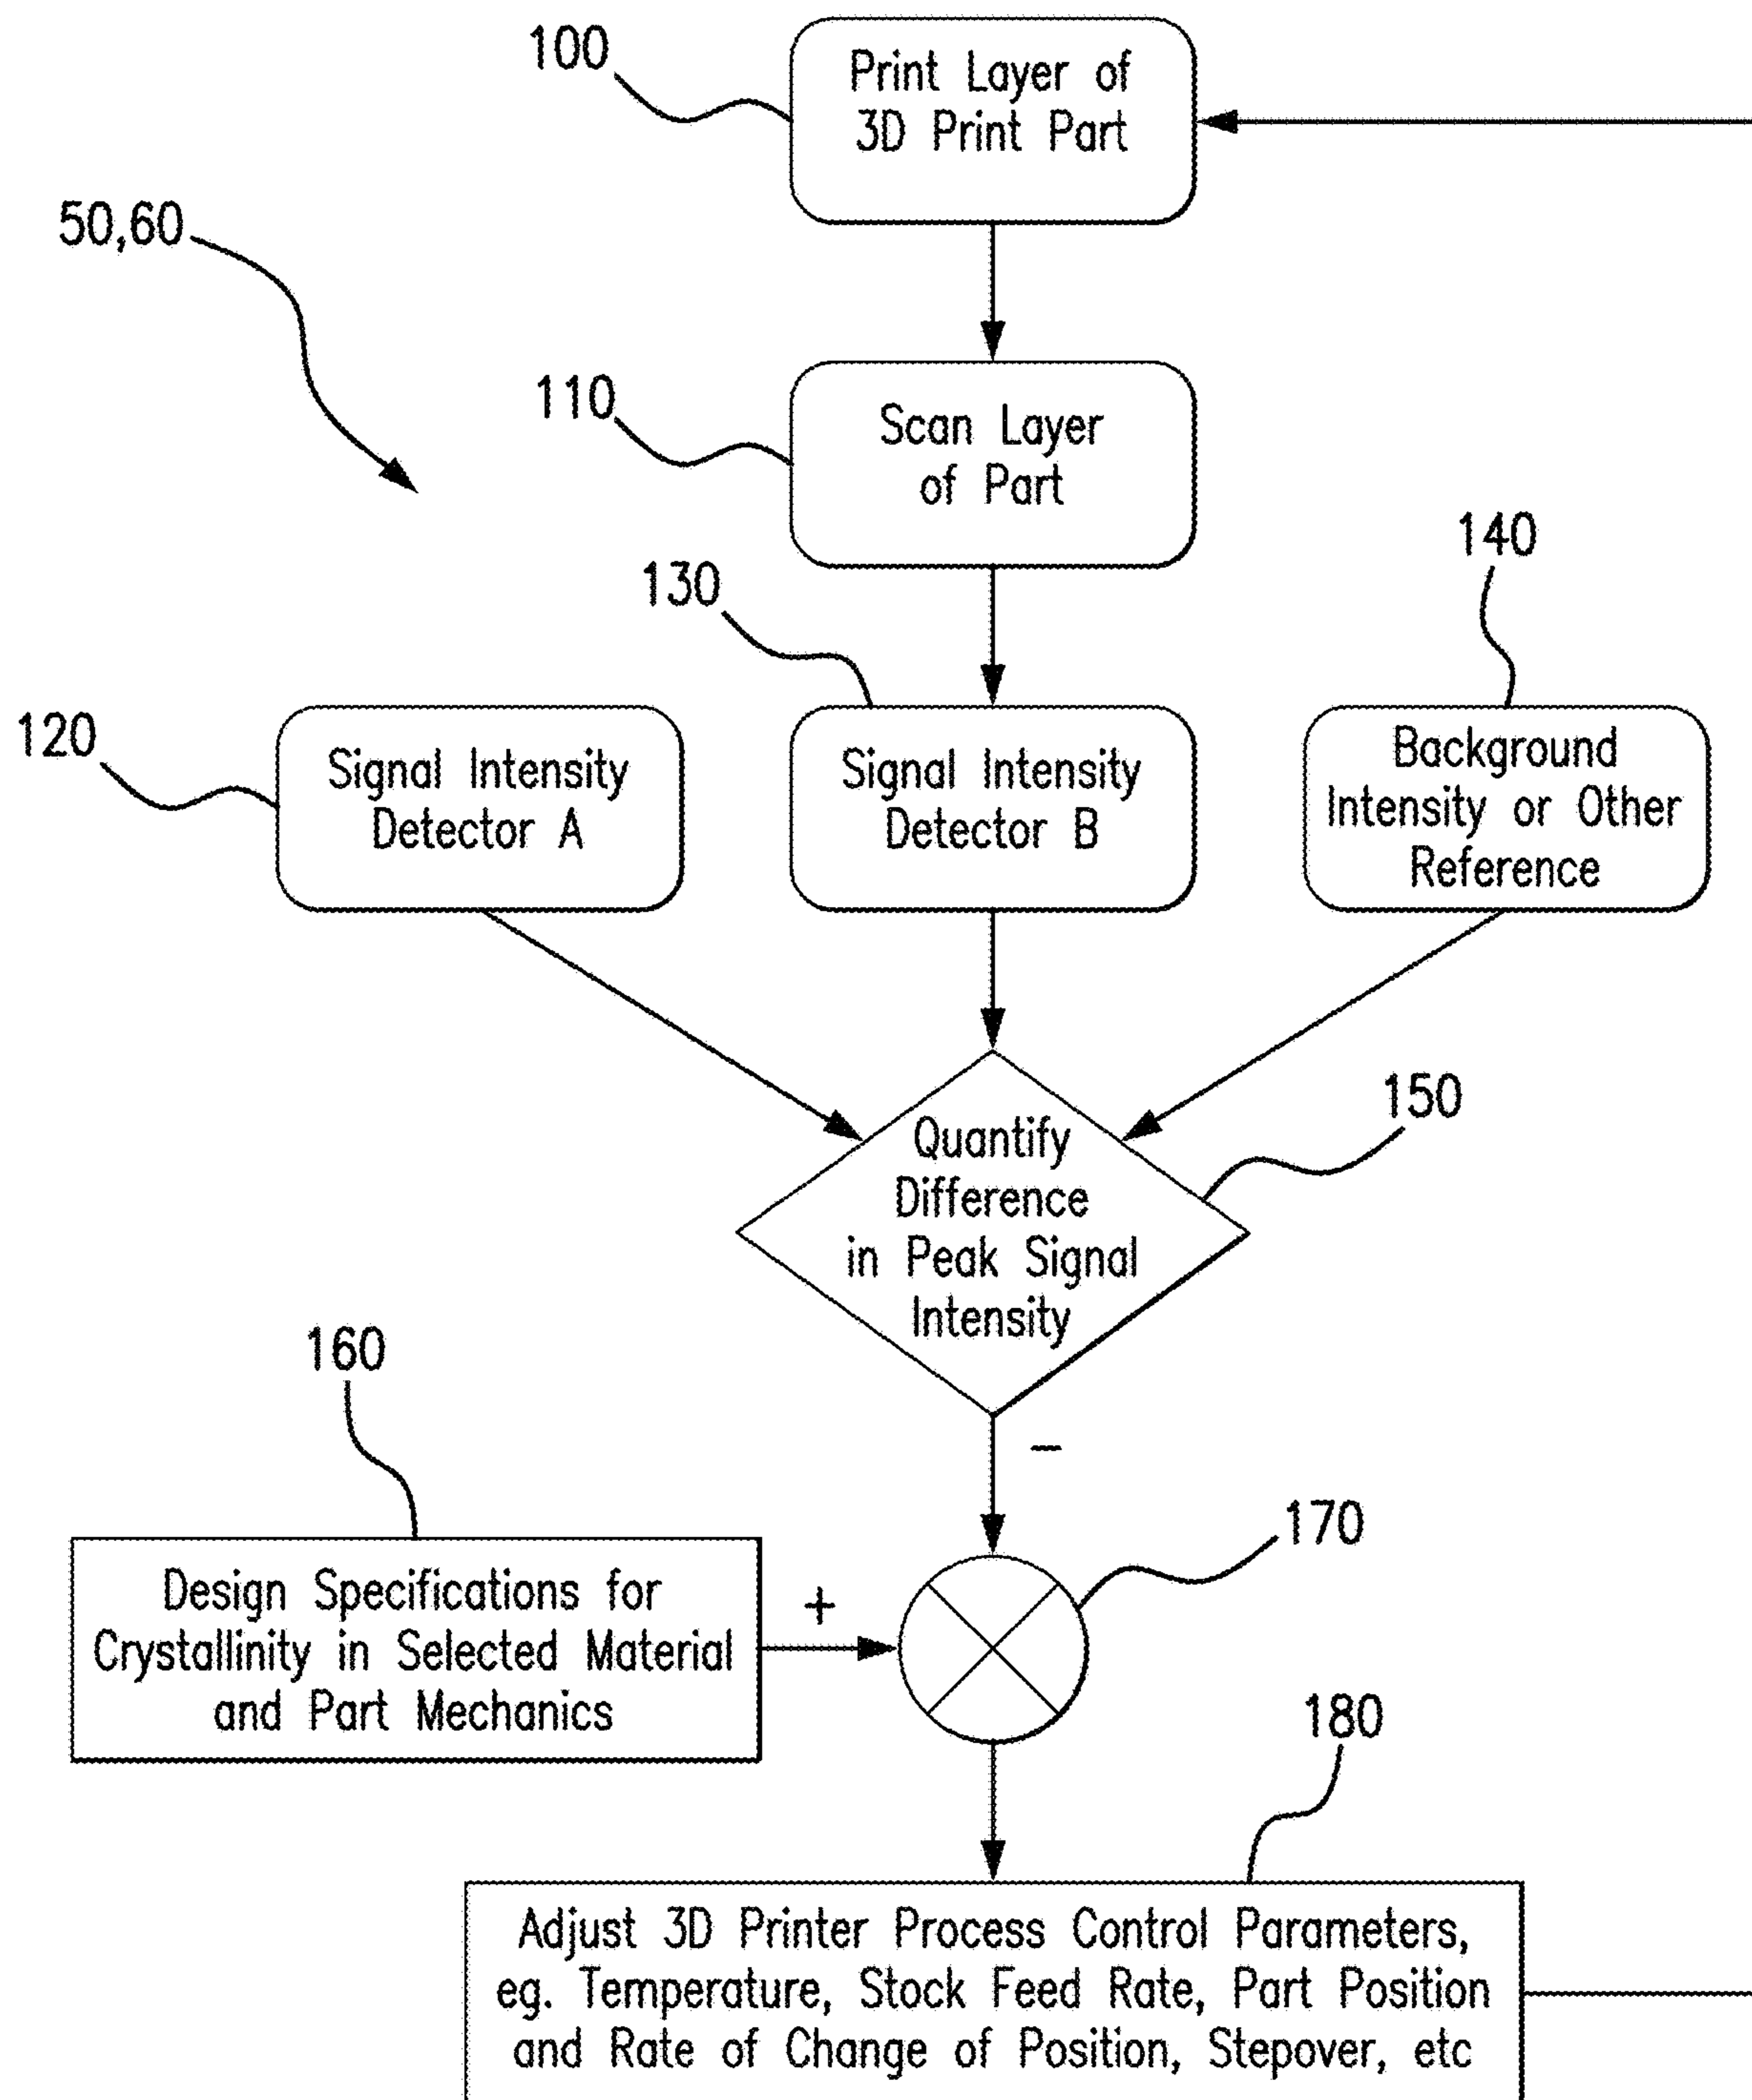 100
Print Layer of
3D Print Part
50,60
110
Scan Layer
of Part
130
140
120
Signal Intensity
Detector A
Signal Intensity
Detector B
Background
Intensity or Other
Reference
150
Quantify
Difference
in Peak Signal
Intensity
−
160
170
Design Specifications for
Crystallinity in Selected Material
and Part Mechanics
+
180
Adjust 3D Printer Process Control Parameters,
eg. Temperature, Stock Feed Rate, Part Position
and Rate of Change of Position, Stepover, etc